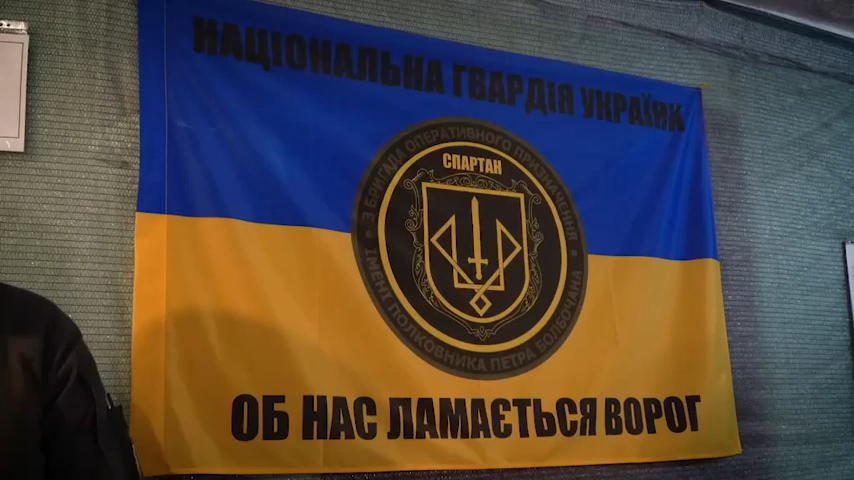 НАЦІОНАЛЬНА ГВАРДІЯ УКРАЇНИ
3 БРИГАДА ОПЕРАТИВНОГО ПРИЗНАЧЕННЯ
СПАРТАН
ІМЕНІ ПОЛКОВНИКА ПЕТРА БОЛБОЧАНА
ОБ НАС ЛАМАЄТЬСЯ ВОРОГ